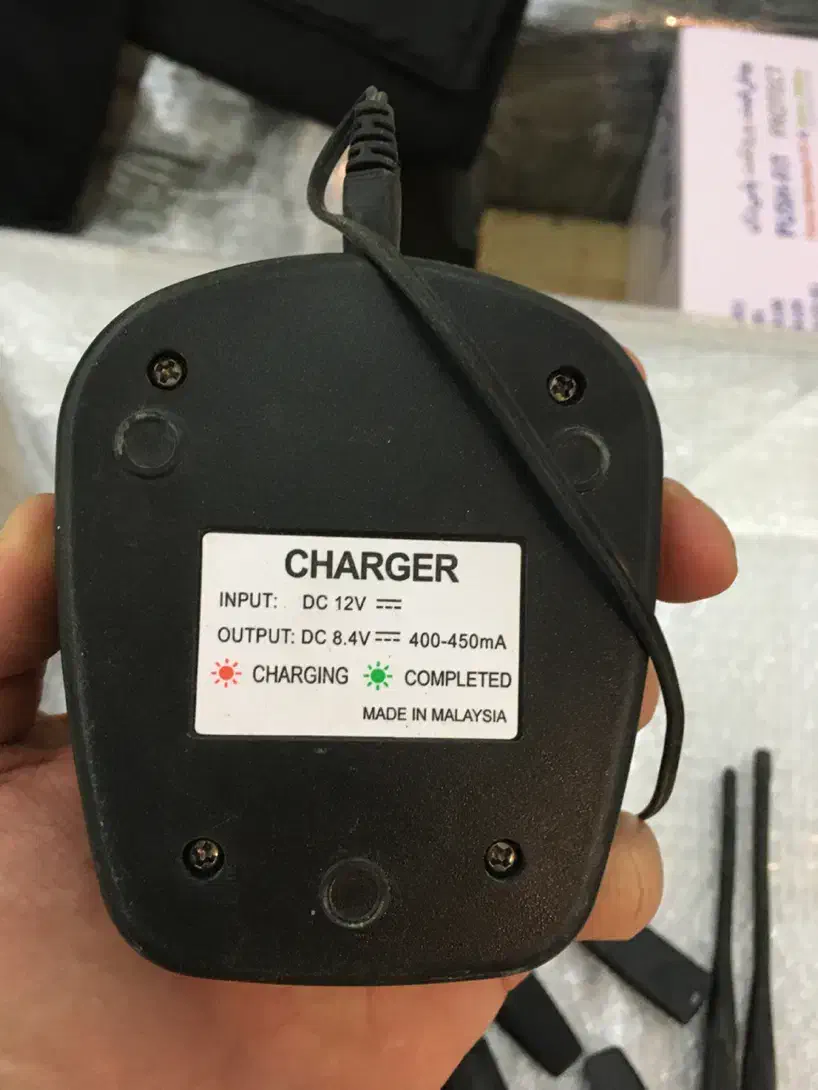 CHARGER
INPUT: DC 12V ⎓
OUTPUT: DC 8.4V ⎓ 400-450mA
CHARGING COMPLETED
MADE IN MALAYSIA